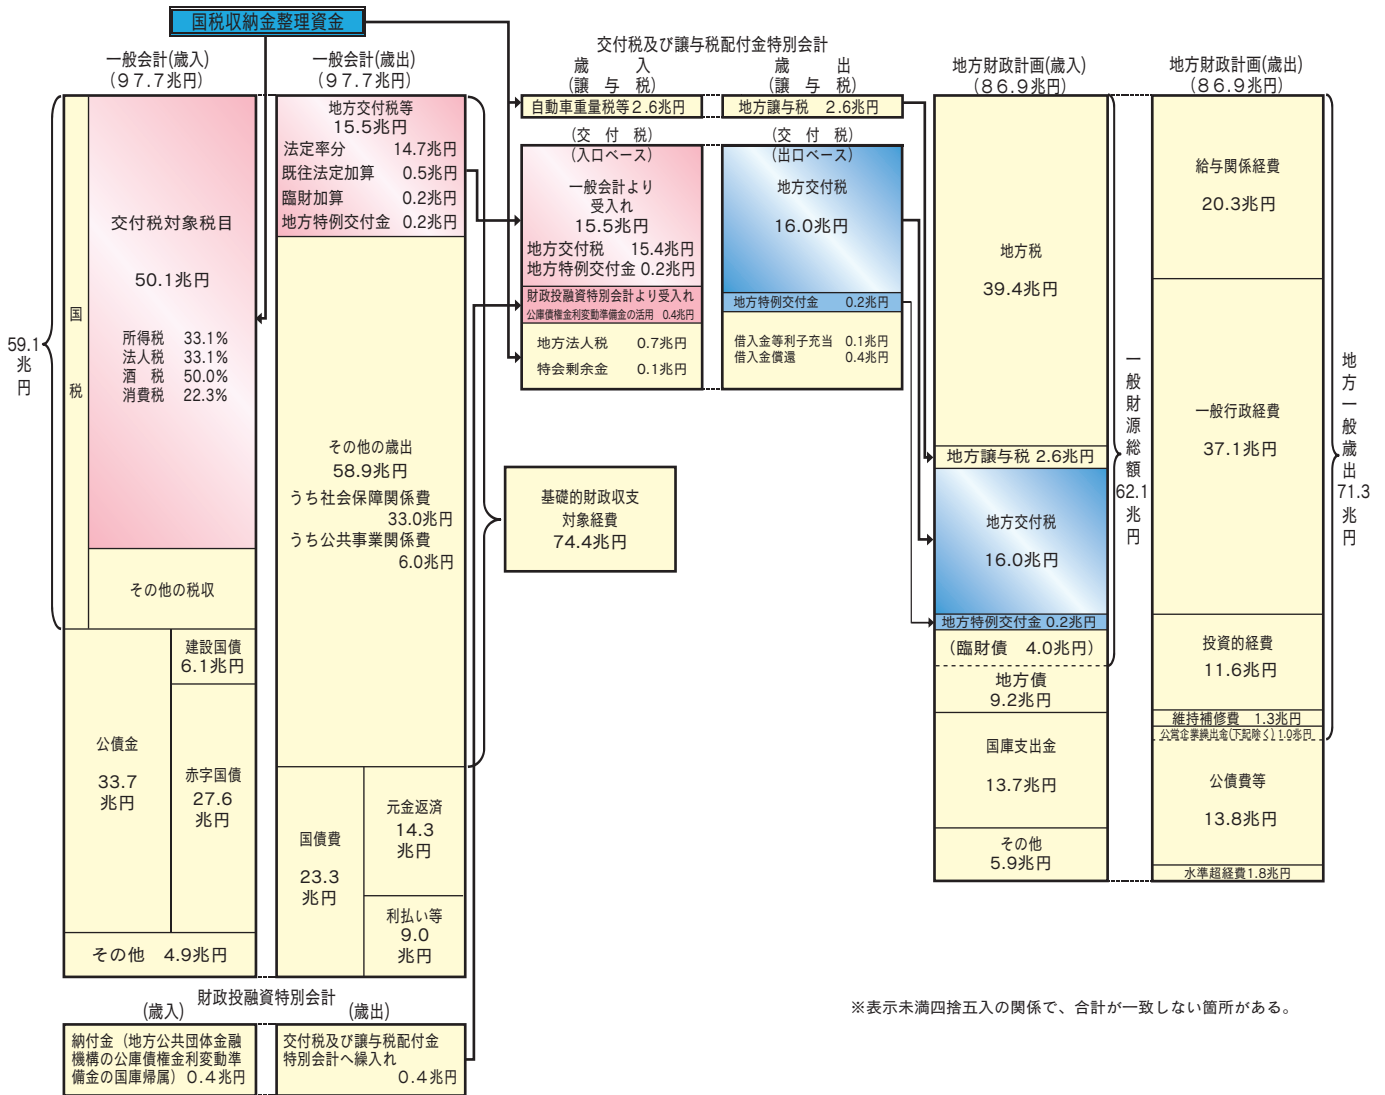 国税収納金整理資金
一般会計(歳入)
(97.7兆円)
一般会計(歳出)
(97.7兆円)
59.1
兆
円
国
税
交付税対象税目
50.1兆円
所得税 33.1%
法人税 33.1%
酒 税 50.0%
消費税 22.3%
その他の税収
公債金
33.7
兆円
建設国債
6.1兆円
赤字国債
27.6
兆円
その他 4.9兆円
地方交付税等
15.5兆円
法定率分 14.7兆円
既往法定加算 0.5兆円
臨財加算 0.2兆円
地方特例交付金 0.2兆円
その他の歳出
58.9兆円
うち社会保障関係費
33.0兆円
うち公共事業関係費
6.0兆円
国債費
23.3
兆円
元金返済
14.3
兆円
利払い等
9.0
兆円
基礎的財政収支
対象経費
74.4兆円
財政投融資特別会計
(歳入)
(歳出)
納付金(地方公共団体金融
機構の公庫債権金利変動準
備金の国庫帰属)0.4兆円
交付税及び譲与税配付金
特別会計へ繰入れ
0.4兆円
交付税及び譲与税配付金特別会計
歳 入
(譲 与 税)
歳 出
(譲 与 税)
自動車重量税等2.6兆円
地方譲与税 2.6兆円
(交 付 税)
(入口ベース)
(交 付 税)
(出口ベース)
一般会計より
受入れ
15.5兆円
地方交付税 15.4兆円
地方特例交付金 0.2兆円
財政投融資特別会計より受入れ
公庫債権金利変動準備金の活用 0.4兆円
地方法人税 0.7兆円
特会剰余金 0.1兆円
地方交付税
16.0兆円
地方特例交付金 0.2兆円
借入金等利子充当 0.1兆円
借入金償還 0.4兆円
地方財政計画(歳入)
(86.9兆円)
地方財政計画(歳出)
(86.9兆円)
地方税
39.4兆円
地方譲与税 2.6兆円
地方交付税
16.0兆円
地方特例交付金 0.2兆円
(臨財債 4.0兆円)
地方債
9.2兆円
国庫支出金
13.7兆円
その他
5.9兆円
一
般
財
源
総
額
62.1
兆
円
給与関係経費
20.3兆円
一般行政経費
37.1兆円
投資的経費
11.6兆円
維持補修費 1.3兆円
公営企業繰出金(下記除く)1.0兆円
公債費等
13.8兆円
水準超経費1.8兆円
地
方
一
般
歳
出
71.3
兆
円
※表示未満四捨五入の関係で、合計が一致しない箇所がある。